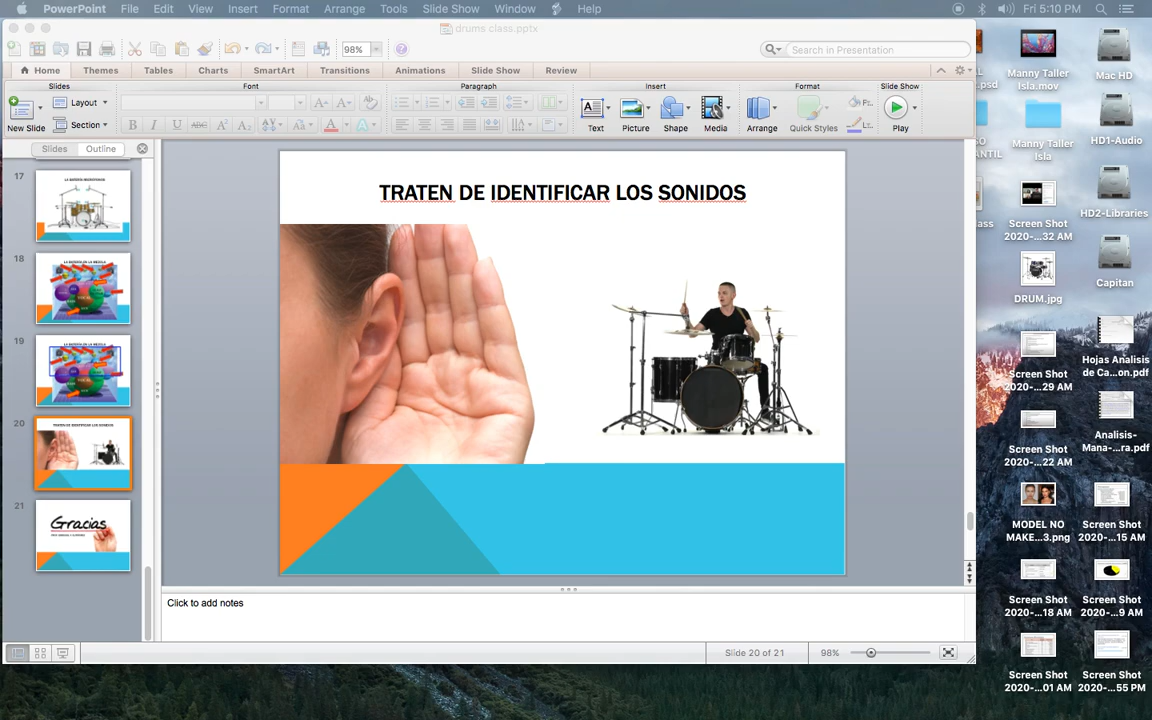 PowerPoint File Edit View Insert Format Arrange Tools Slide Show Window Help Fri 5:10 PM
drums class.pptx
98% Search in Presentation
Home Themes Tables Charts SmartArt Transitions Animations Slide Show Review
Slides Font Paragraph Insert Format Slide Show
New Slide Layout Section
B I U ABC A² A₂
Text Picture Shape Media Arrange Quick Styles Play
Slides Outline
17
18
19
20
21
TRATEN DE IDENTIFICAR LOS SONIDOS
Gracias
Click to add notes
Slide 20 of 21 98%
Manny Taller
Isla.mov
Mac HD
Manny Taller
Isla
HD1-Audio
Screen Shot
2020-...32 AM
HD2-Libraries
DRUM.jpg
Capitan
Screen Shot
2020-...29 AM
Hojas Analisis
de Ca...on.pdf
Screen Shot
2020-...22 AM
Analisis-
Mana-...ra.pdf
MODEL NO
MAKE...3.png
Screen Shot
2020-...15 AM
Screen Shot
2020-...18 AM
Screen Shot
2020-...9 AM
Screen Shot
2020-...01 AM
Screen Shot
2020-...55 PM